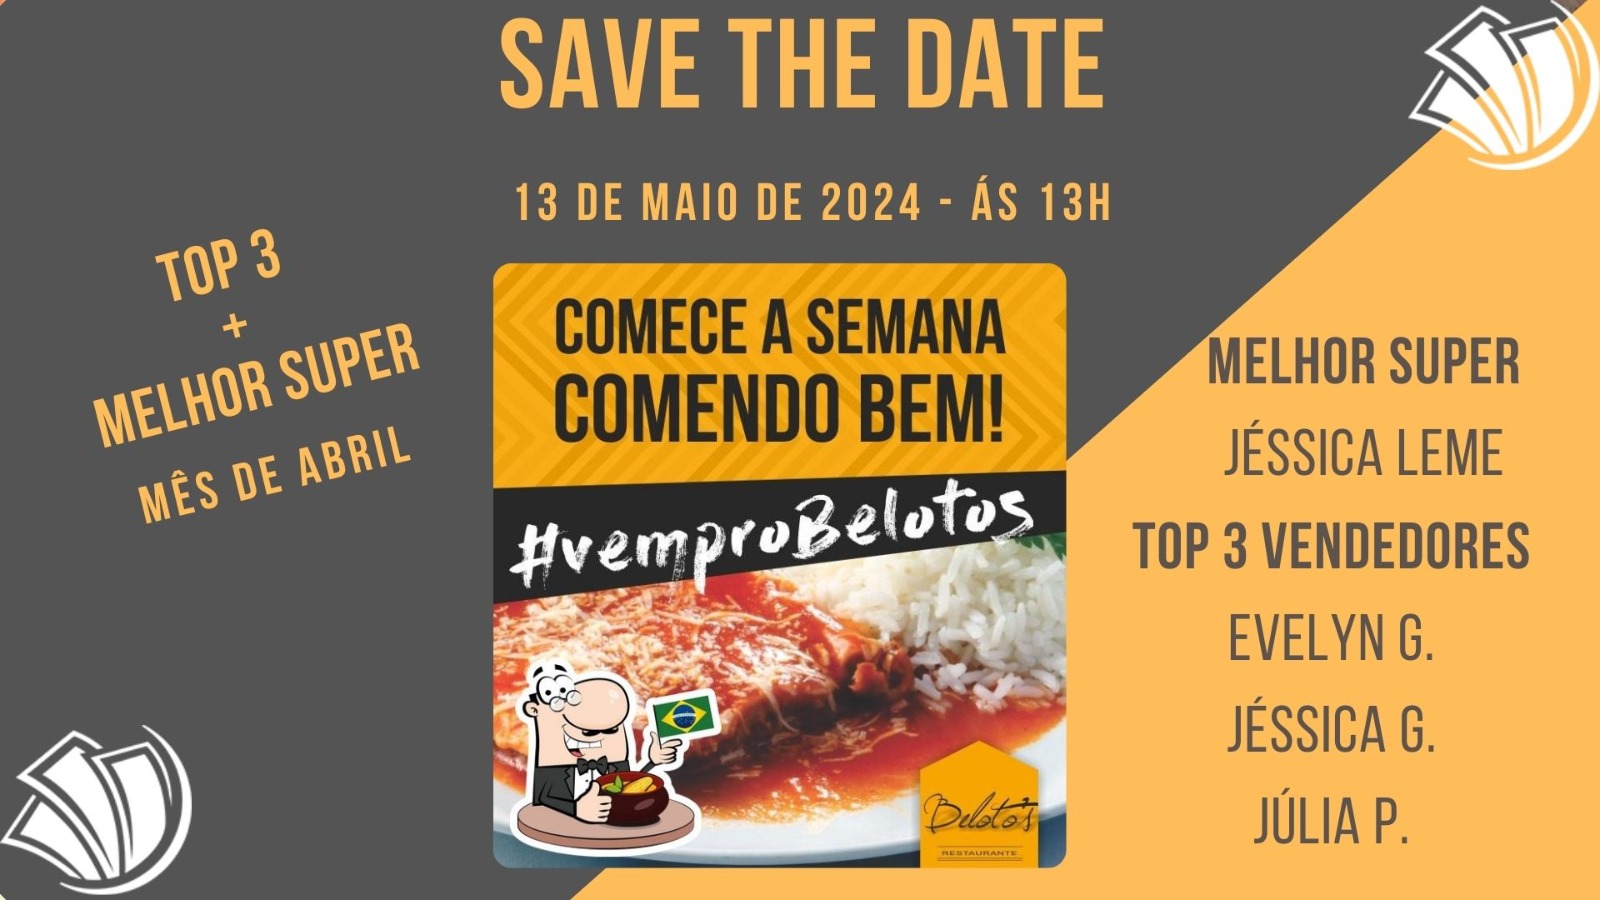 SAVE THE DATE
13 DE MAIO DE 2024 - ÁS 13H
TOP 3
+
MELHOR SUPER
MÊS DE ABRIL
COMECE A SEMANA
COMENDO BEM!
#vemproBelotos
Beloto's
RESTAURANTE
MELHOR SUPER
JÉSSICA LEME
TOP 3 VENDEDORES
EVELYN G.
JÉSSICA G.
JÚLIA P.